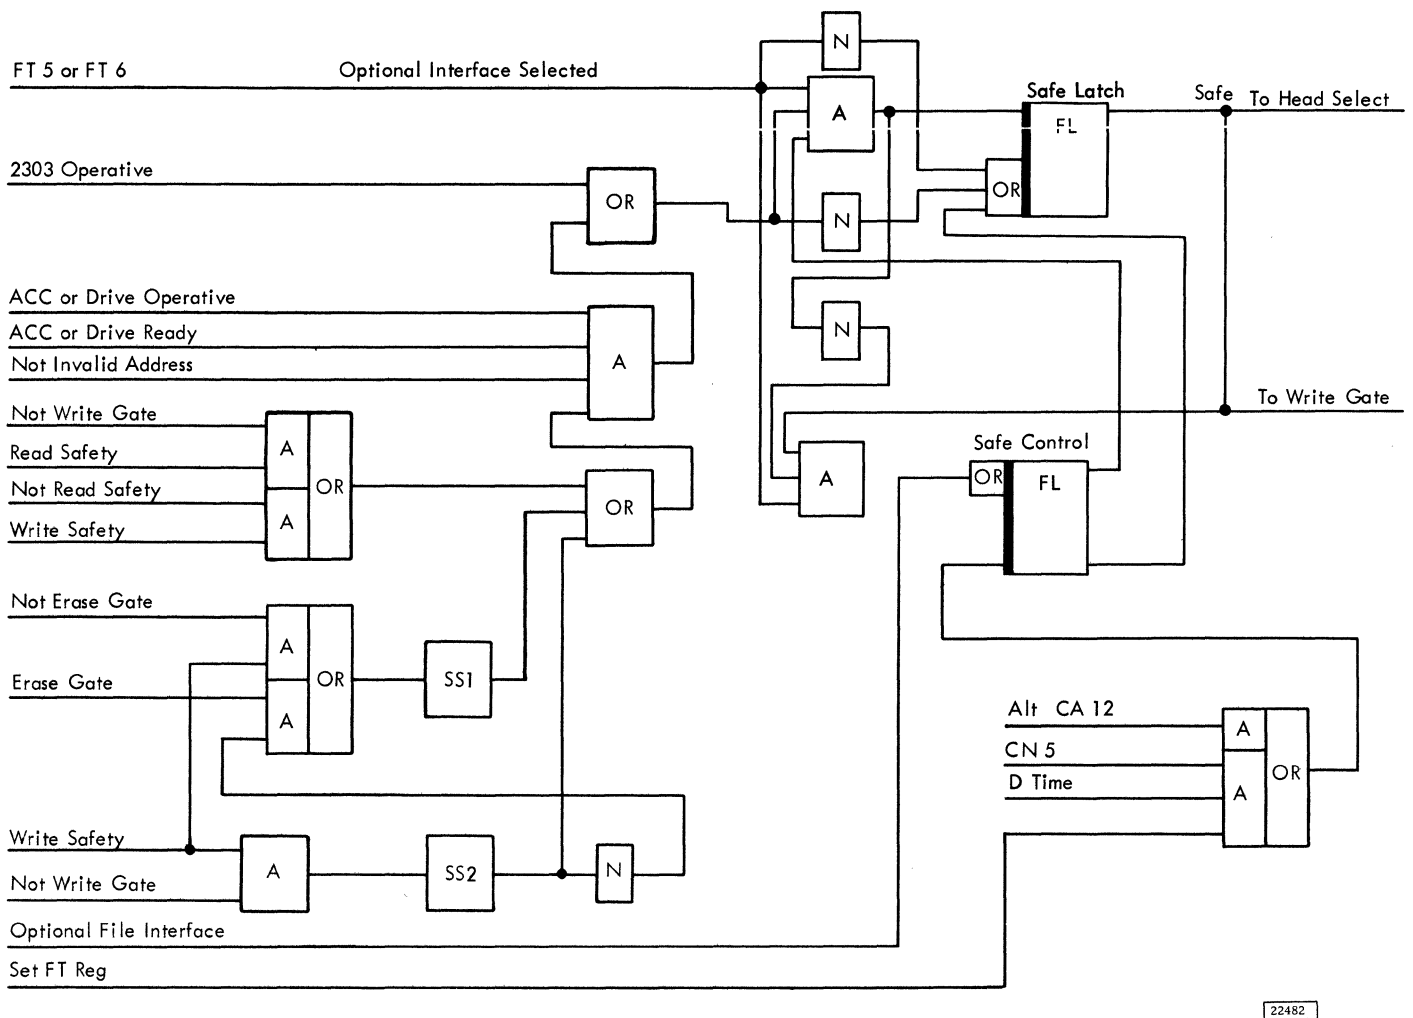 N
FT 5 or FT 6 Optional Interface Selected
Safe Latch
Safe To Head Select
A
FL
2303 Operative
OR
N
OR
ACC or Drive Operative
ACC or Drive Ready
Not Invalid Address
A
N
Not Write Gate
Read Safety
Not Read Safety
Write Safety
A
A
OR
OR
To Write Gate
Safe Control
A
OR
FL
Not Erase Gate
Erase Gate
A
A
OR
SS1
Alt CA 12
CN 5
D Time
A
A
OR
Write Safety
Not Write Gate
A
SS2
N
Optional File Interface
Set FT Reg
22482